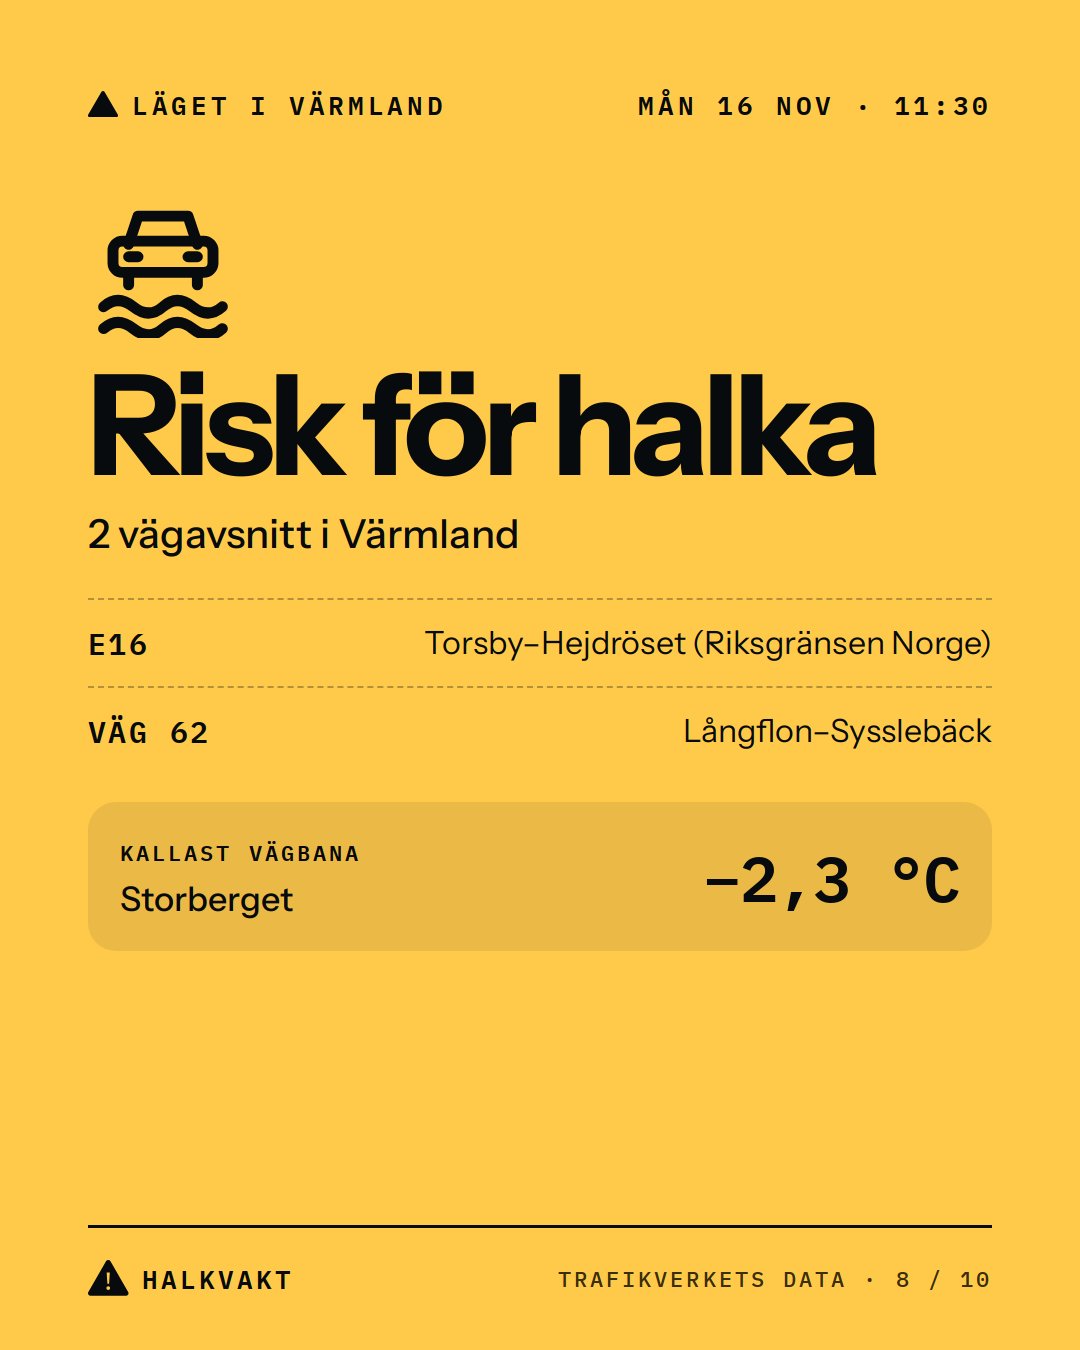 LÄGET I VÄRMLAND
MÅN 16 NOV · 11:30
Risk för halka
2 vägavsnitt i Värmland
E16
Torsby–Hejdröset (Riksgränsen Norge)
VÄG 62
Långflon–Sysslebäck
KALLAST VÄGBANA
Storberget
−2,3 °C
HALKVAKT
TRAFIKVERKETS DATA · 8 / 10